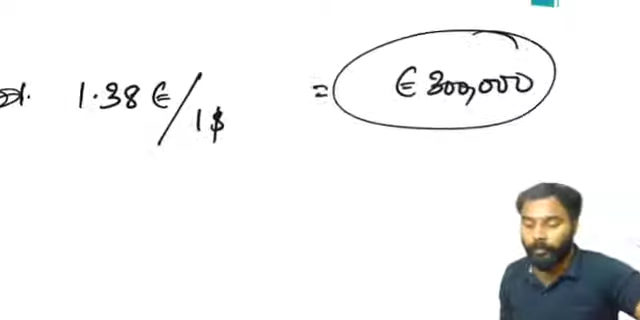 1.38 €/1$ = € 300,000